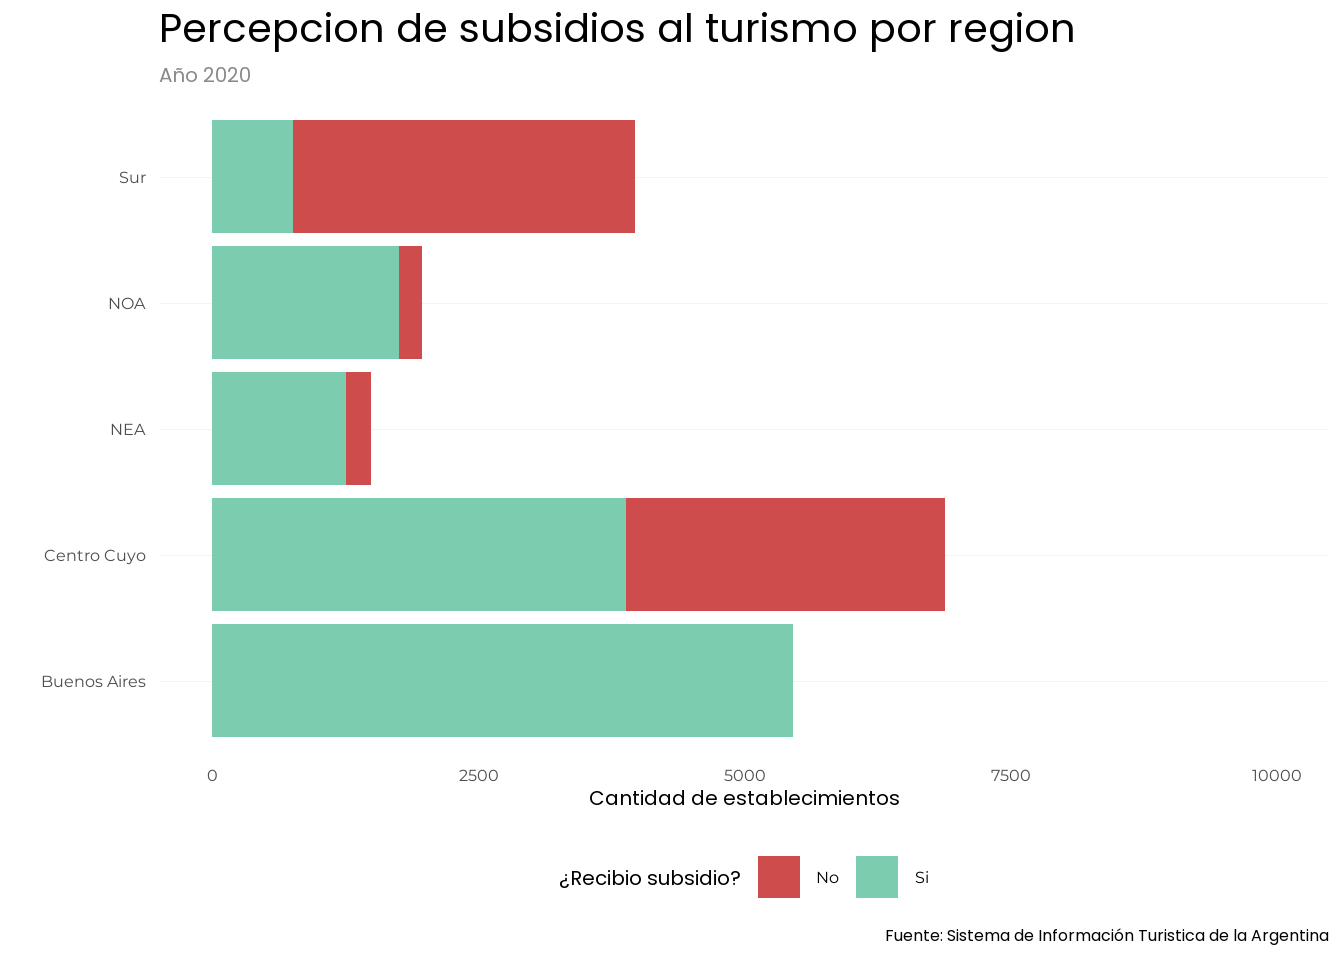 Percepcion de subsidios al turismo por region
Año 2020
Sur
NOA
NEA
Centro Cuyo
Buenos Aires
0 2500 5000 7500 10000
Cantidad de establecimientos
¿Recibio subsidio? No Si
Fuente: Sistema de Información Turistica de la Argentina